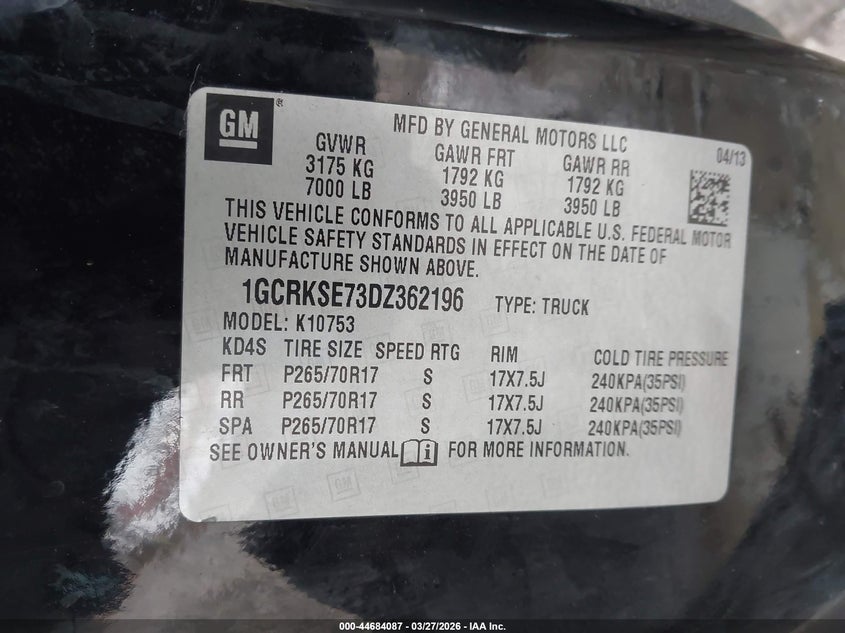 GM®
MFD BY GENERAL MOTORS LLC
04/13
GVWR GAWR FRT GAWR RR
3175 KG 1792 KG 1792 KG
7000 LB 3950 LB 3950 LB
THIS VEHICLE CONFORMS TO ALL APPLICABLE U.S. FEDERAL MOTOR
VEHICLE SAFETY STANDARDS IN EFFECT ON THE DATE OF
MANUFACTURE SHOWN ABOVE.
1GCRKSE73DZ362196 TYPE: TRUCK
MODEL: K10753
KD4S TIRE SIZE SPEED RTG RIM COLD TIRE PRESSURE
FRT P265/70R17 S 17X7.5J 240KPA(35PSI)
RR P265/70R17 S 17X7.5J 240KPA(35PSI)
SPA P265/70R17 S 17X7.5J 240KPA(35PSI)
SEE OWNER'S MANUAL i FOR MORE INFORMATION.
000-44684087 - 03/27/2026 - IAA Inc.